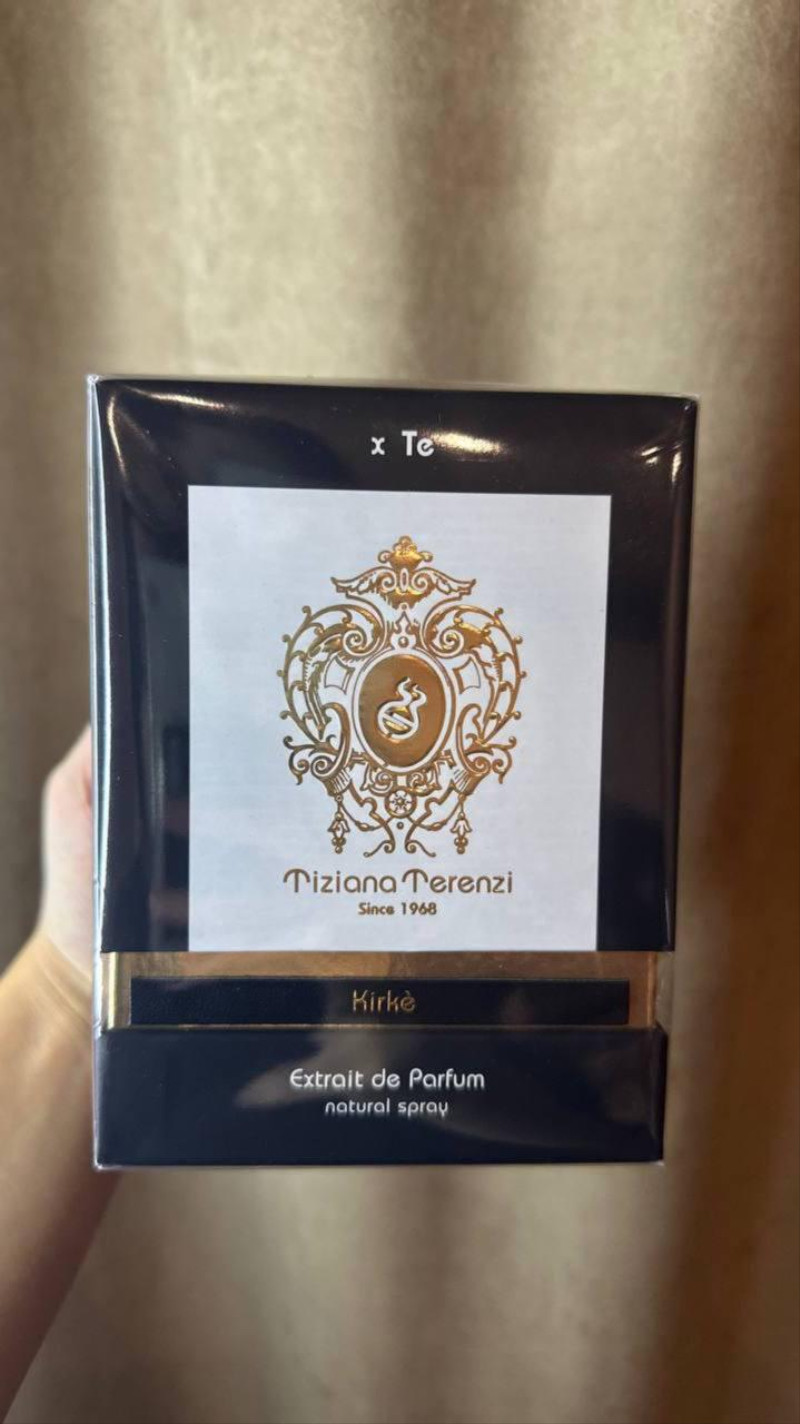 x Te
Tiziana Terenzi
Since 1968
Kirkè
Extrait de Parfum
natural spray